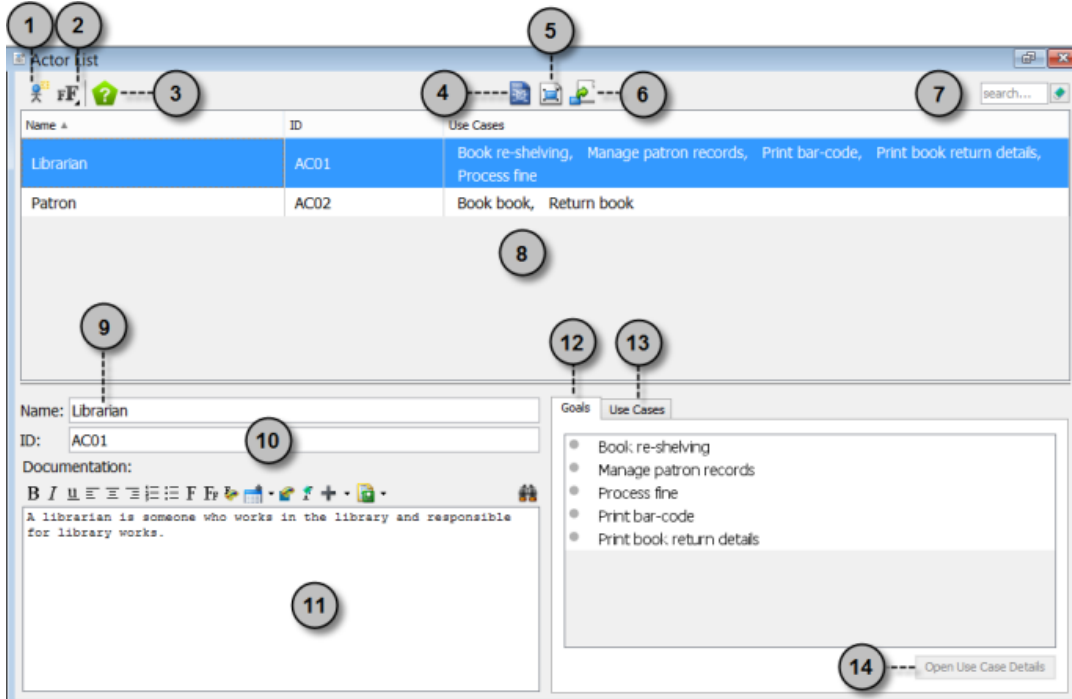 1 2 5
Actor List
3 4 6 7 search...
Name ID Use Cases
Librarian AC01 Book re-shelving, Manage patron records, Print bar-code, Print book return details,
Process fine
Patron AC02 Book book, Return book
8
9 12 13
Name: Librarian
ID: AC01 10
Documentation:
B I U F
A librarian is someone who works in the library and responsible
for library works.
11
Goals Use Cases
Book re-shelving
Manage patron records
Process fine
Print bar-code
Print book return details
14 Open Use Case Details